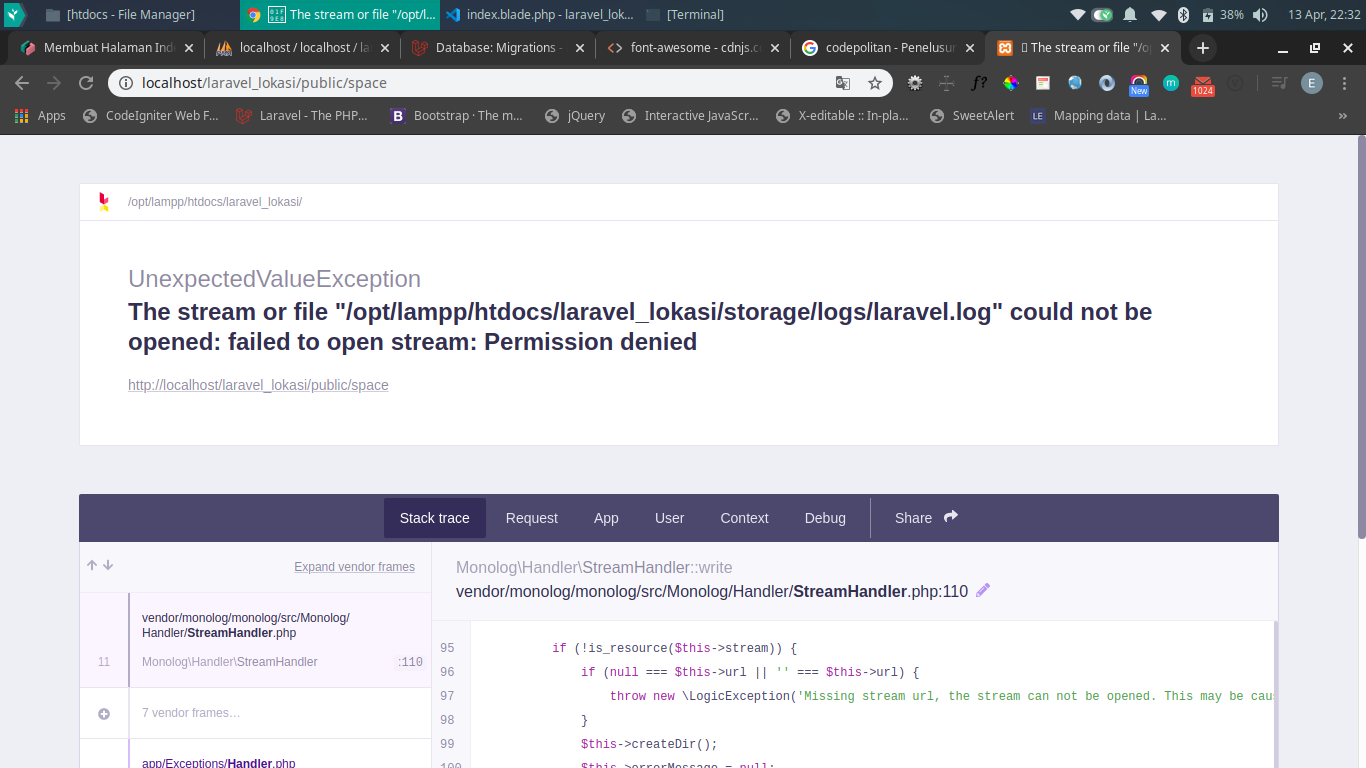 [htdocs - File Manager]
The stream or file "/opt/l...
index.blade.php - laravel_lok...
[Terminal]
38%
13 Apr, 22:32
Membuat Halaman Ind
localhost / localhost / la
Database: Migrations -
font-awesome - cdnjs.c
codepolitan - Penelusur
The stream or file "/o
localhost/laravel_lokasi/public/space
f?
New
m
1024
E
Apps
CodeIgniter Web F...
Laravel - The PHP...
B
Bootstrap · The m...
jQuery
Interactive JavaScr...
X-editable :: In-pla...
SweetAlert
LE
Mapping data | La...
»
/opt/lampp/htdocs/laravel_lokasi/
UnexpectedValueException
The stream or file "/opt/lampp/htdocs/laravel_lokasi/storage/logs/laravel.log" could not be
opened: failed to open stream: Permission denied
http://localhost/laravel_lokasi/public/space
Stack trace
Request
App
User
Context
Debug
Share
Expand vendor frames
vendor/monolog/monolog/src/Monolog/
Handler/StreamHandler.php
11
Monolog\Handler\StreamHandler
:110
7 vendor frames…
app/Exceptions/Handler.php
Monolog\Handler\StreamHandler::write
vendor/monolog/monolog/src/Monolog/Handler/StreamHandler.php:110
95 if (!is_resource($this->stream)) {
96 if (null === $this->url || '' === $this->url) {
97 throw new \LogicException('Missing stream url, the stream can not be opened. This may be cau
98 }
99 $this->createDir();
100 $this->errorMessage = null;